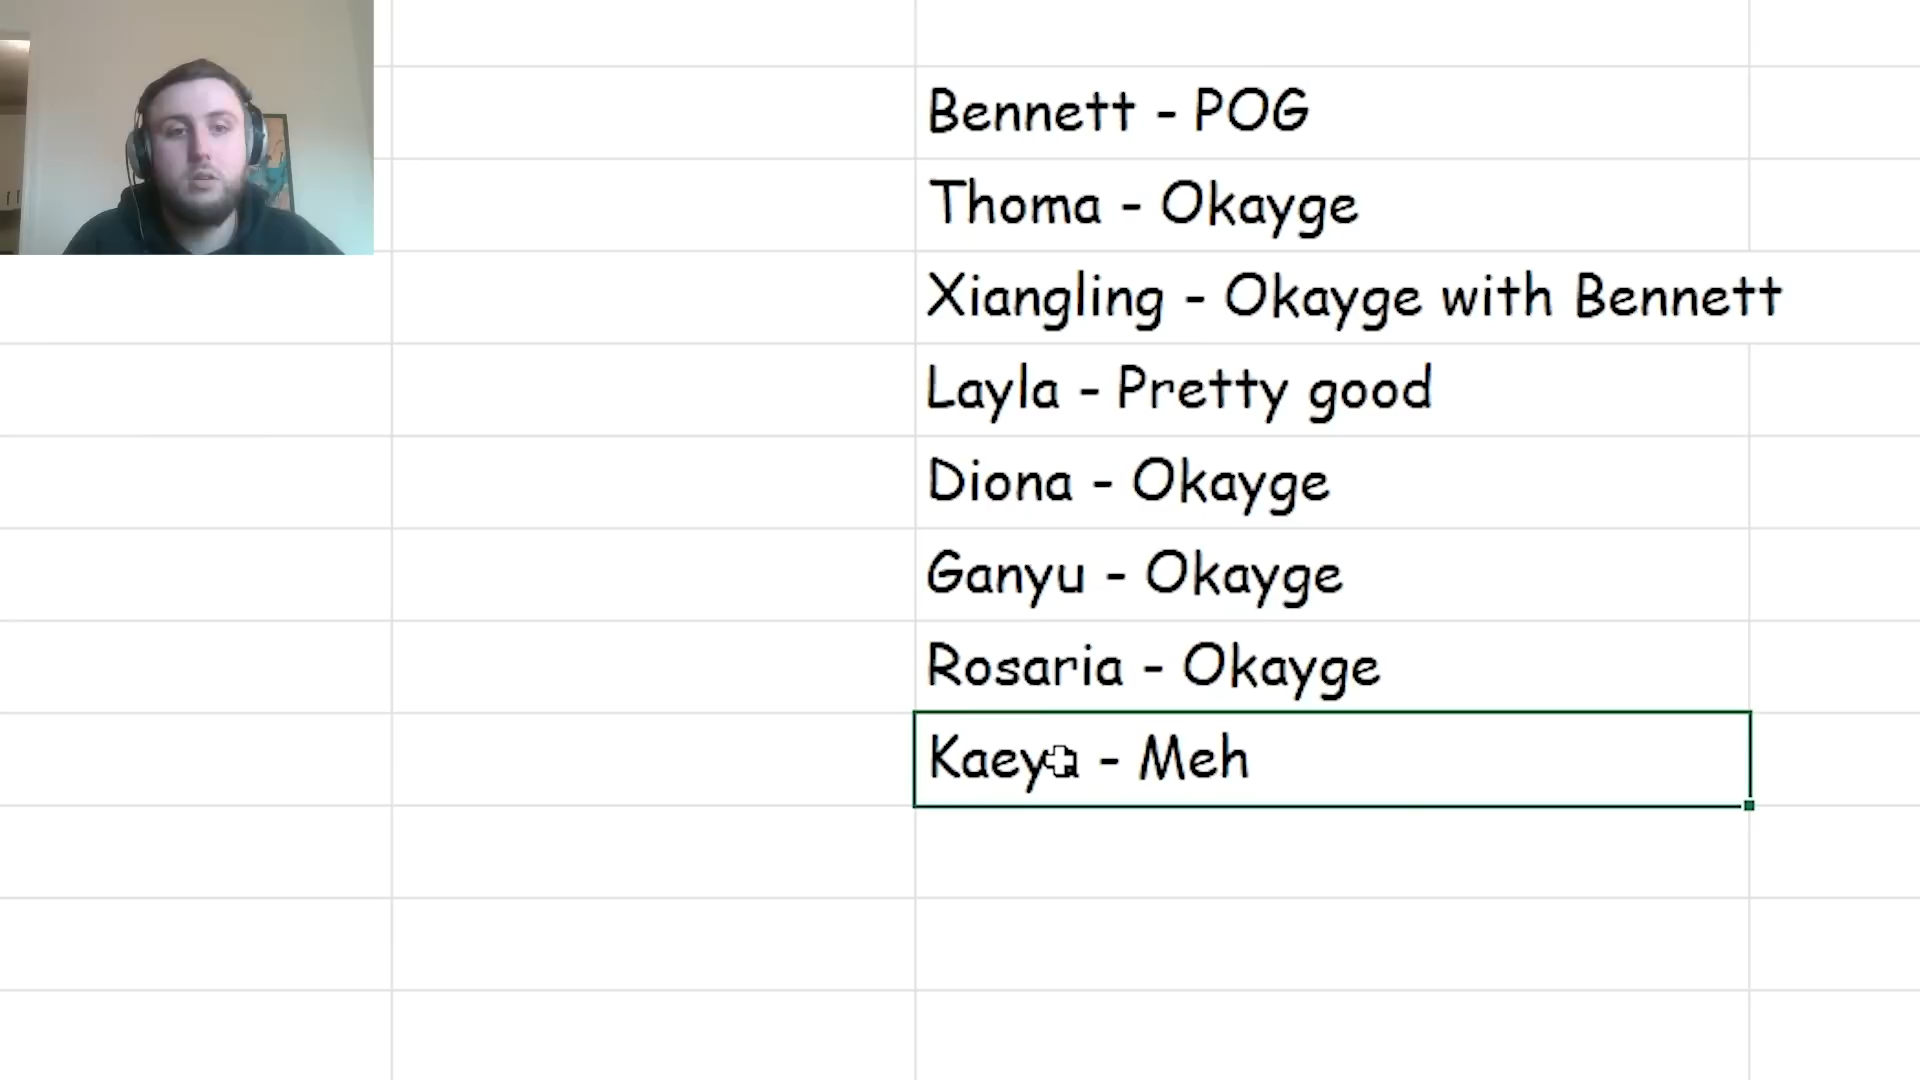 Bennett - POG
Thoma - Okayge
Xiangling - Okayge with Bennett
Layla - Pretty good
Diona - Okayge
Ganyu - Okayge
Rosaria - Okayge
Kaeya - Meh